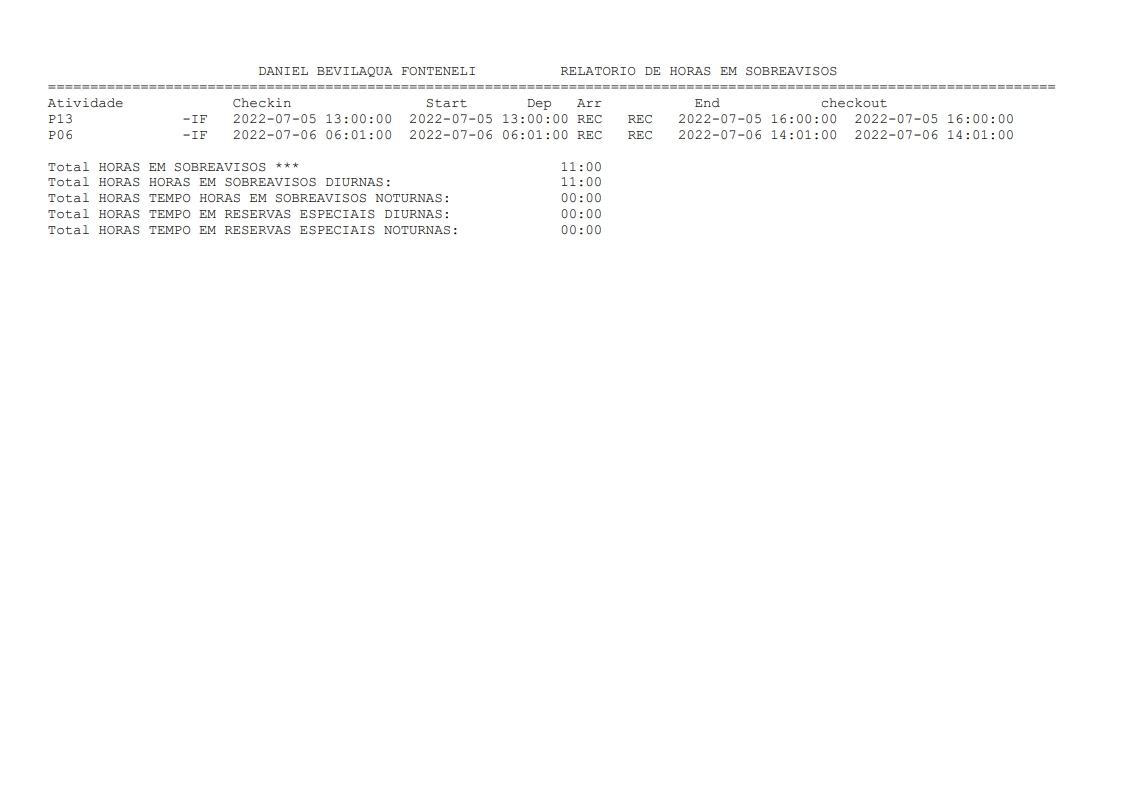 DANIEL BEVILAQUA FONTENELI          RELATORIO DE HORAS EM SOBREAVISOS
========================================================================================================================
Atividade             Checkin                Start       Dep   Arr           End            checkout
P13             -IF   2022-07-05 13:00:00  2022-07-05 13:00:00 REC   REC   2022-07-05 16:00:00  2022-07-05 16:00:00
P06             -IF   2022-07-06 06:01:00  2022-07-06 06:01:00 REC   REC   2022-07-06 14:01:00  2022-07-06 14:01:00
Total HORAS EM SOBREAVISOS ***                               11:00
Total HORAS HORAS EM SOBREAVISOS DIURNAS:                    11:00
Total HORAS TEMPO HORAS EM SOBREAVISOS NOTURNAS:             00:00
Total HORAS TEMPO EM RESERVAS ESPECIAIS DIURNAS:             00:00
Total HORAS TEMPO EM RESERVAS ESPECIAIS NOTURNAS:            00:00